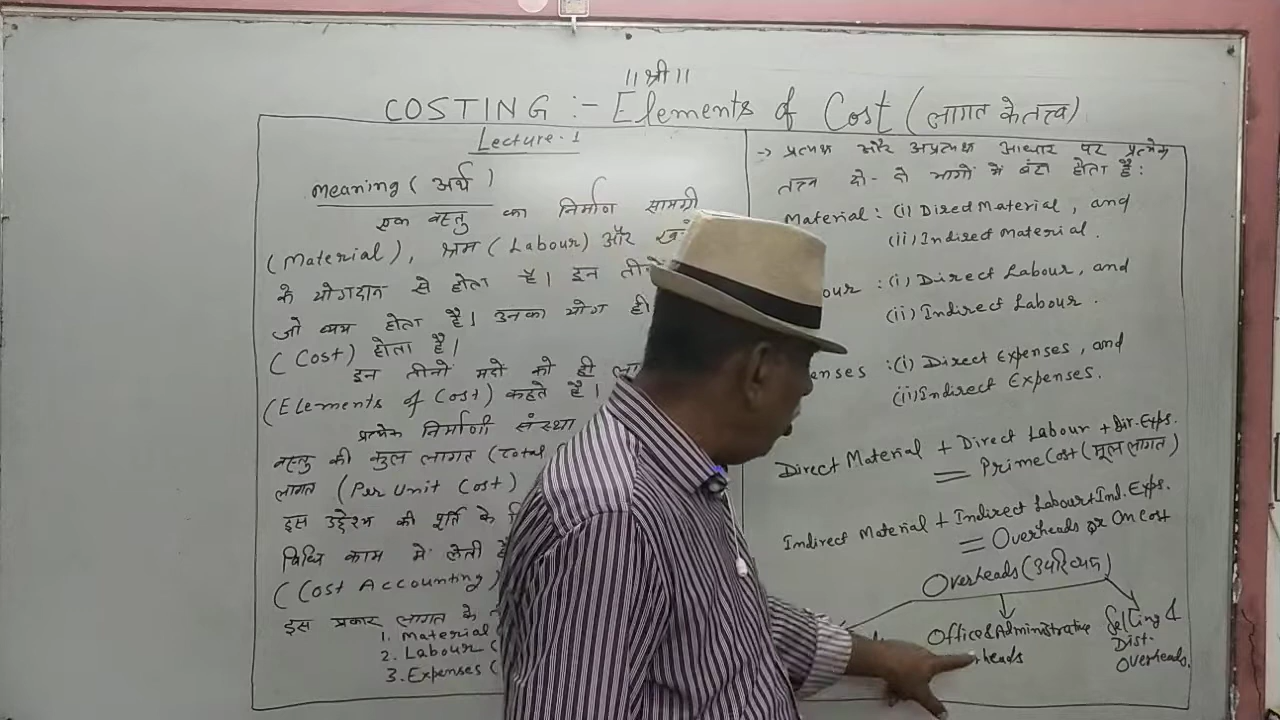 ॥ श्री ॥
COSTING :- Elements of Cost (लागत के तत्त्व)
Lecture-1
Meaning ( अर्थ )
एक वस्तु का निर्माण सामग्री
(Material), श्रम (Labour) और
के योगदान से होता है। इन
जो व्यय होता है। उनका योग ही
(Cost) होता है।
इन तीनों मदों को ही
(Elements of Cost) कहते है।
प्रत्येक निर्माणी संस्था
वस्तु की कुल लागत (Total
लागत (Per Unit Cost)
इस उद्देश्य की पूर्ति के
विधि काम में लेती
(Cost Accounting)
इस प्रकार लागत के
1. Material
2. Labour (
3. Expenses (
-> प्रत्यक्ष और अप्रत्यक्ष आधार पर प्रत्येक
तत्त्व दो-दो भागों में बंटा होता है:
Material : (i) Direct Material, and
(ii) Indirect Material.
: (i) Direct Labour, and
(ii) Indirect Labour.
: (i) Direct Expenses, and
(ii) Indirect Expenses.
Direct Material + Direct Labour + Dir. Exps.
= Prime Cost (मूल लागत)
Indirect Material + Indirect Labour + Ind. Exps.
= Overheads or On Cost
Overheads (उपरिव्यय)
Office & Administrative
Selling &
Dist.
Overheads.